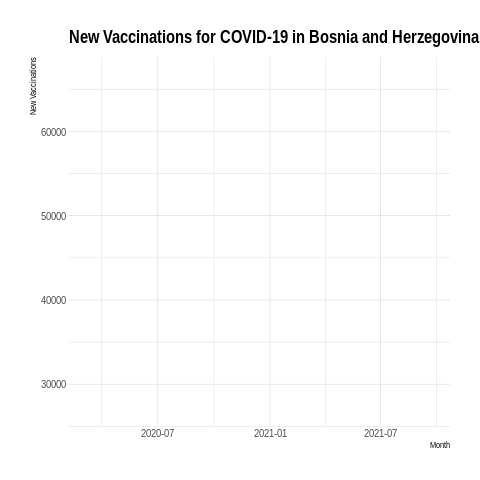 New Vaccinations for COVID-19 in Bosnia and Herzegovina
New Vaccinations
60000
50000
40000
30000
2020-07 2021-01 2021-07
Month